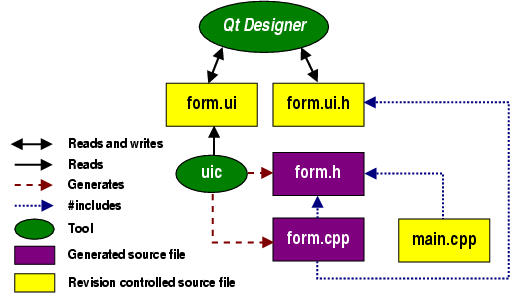 Qt Designer
form.ui
form.ui.h
Reads and writes
Reads
uic
form.h
Generates
#includes
Tool
form.cpp
main.cpp
Generated source file
Revision controlled source file